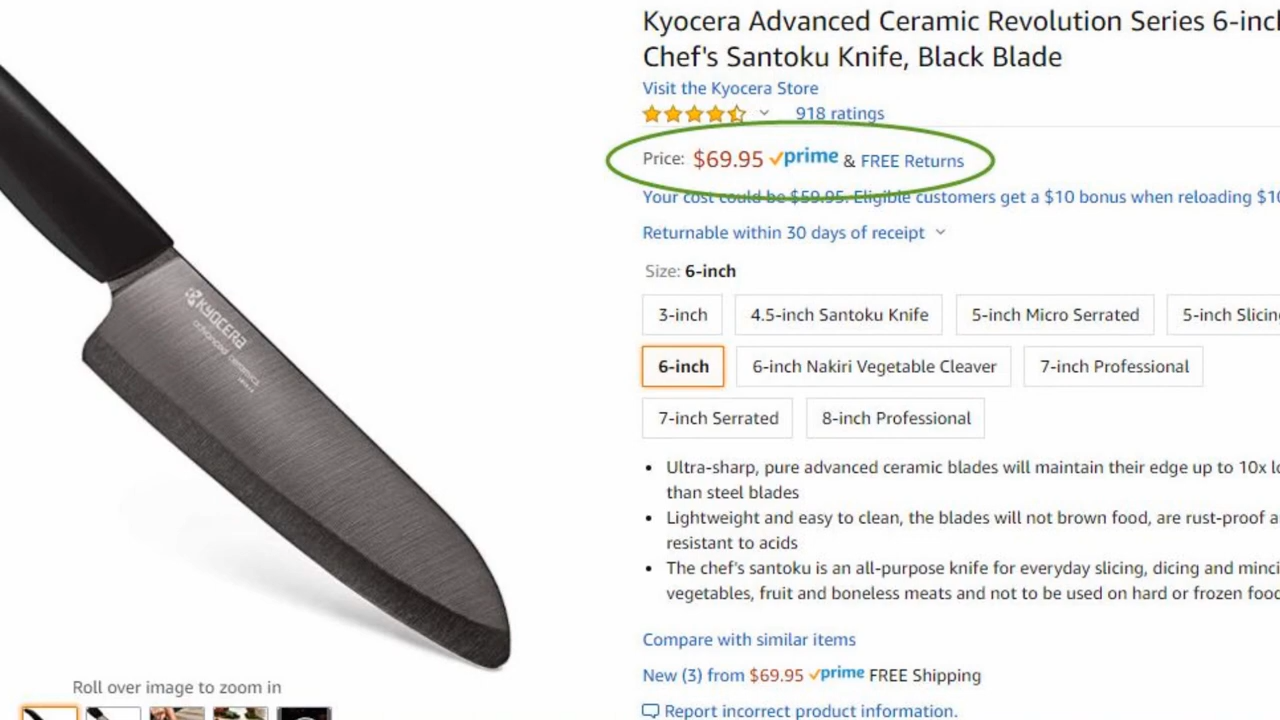 Kyocera Advanced Ceramic Revolution Series 6-inch
Chef's Santoku Knife, Black Blade
Visit the Kyocera Store
918 ratings
Price: $69.95 prime & FREE Returns
Your cost could be $59.95. Eligible customers get a $10 bonus when reloading $10
Returnable within 30 days of receipt
Size: 6-inch
3-inch
4.5-inch Santoku Knife
5-inch Micro Serrated
5-inch Slicing
6-inch
6-inch Nakiri Vegetable Cleaver
7-inch Professional
7-inch Serrated
8-inch Professional
KYOCERA
advanced ceramics
• Ultra-sharp, pure advanced ceramic blades will maintain their edge up to 10x
than steel blades
• Lightweight and easy to clean, the blades will not brown food, are rust-proof
resistant to acids
• The chef's santoku is an all-purpose knife for everyday slicing, dicing and
vegetables, fruit and boneless meats and not to be used on hard or frozen food
Compare with similar items
New (3) from $69.95 prime FREE Shipping
Roll over image to zoom in
Report incorrect product information.